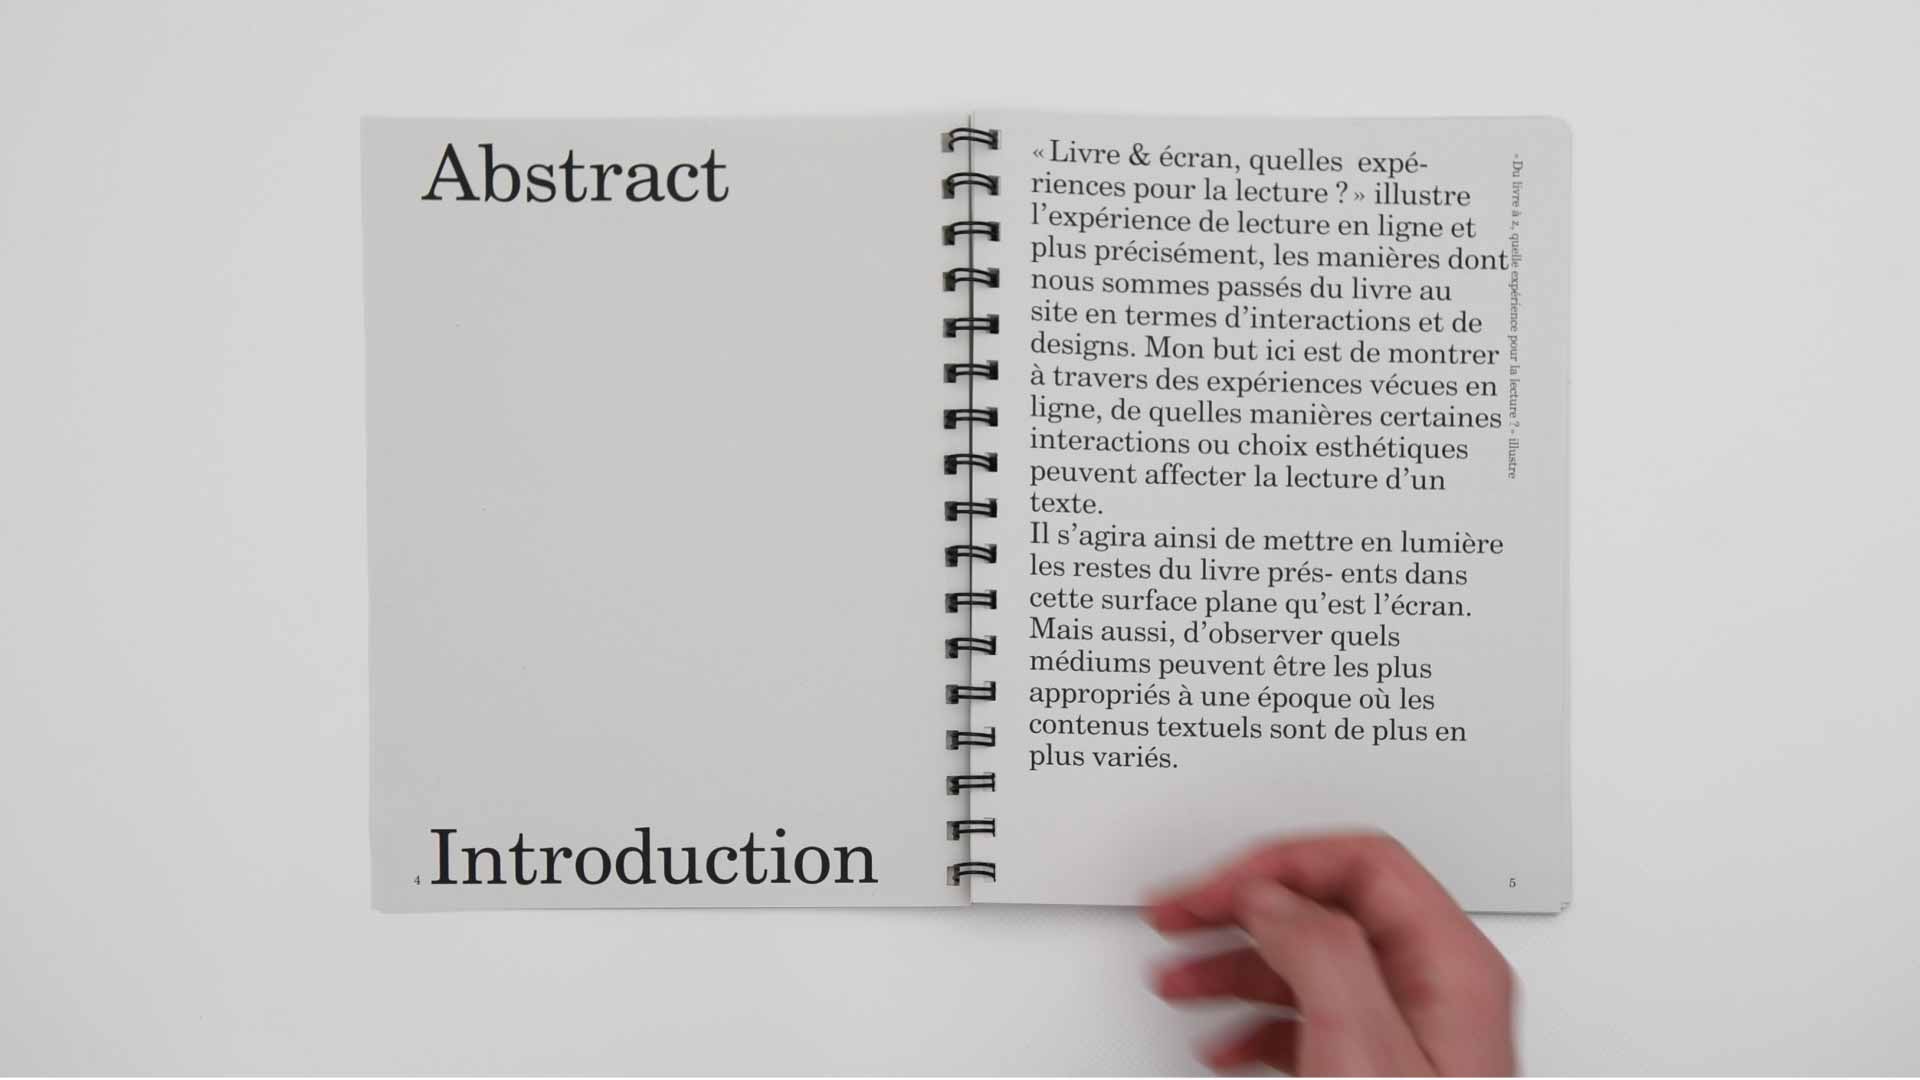 Abstract
4 Introduction
« Livre & écran, quelles expé-
riences pour la lecture ? » illustre
l’expérience de lecture en ligne et
plus précisément, les manières dont
nous sommes passés du livre au
site en termes d’interactions et de
designs. Mon but ici est de montrer
à travers des expériences vécues en
ligne, de quelles manières certaines
interactions ou choix esthétiques
peuvent affecter la lecture d’un
texte.
Il s’agira ainsi de mettre en lumière
les restes du livre prés- ents dans
cette surface plane qu’est l’écran.
Mais aussi, d’observer quels
médiums peuvent être les plus
appropriés à une époque où les
contenus textuels sont de plus en
plus variés.
« Du livre à z, quelle expérience pour la lecture ? » illustre
5